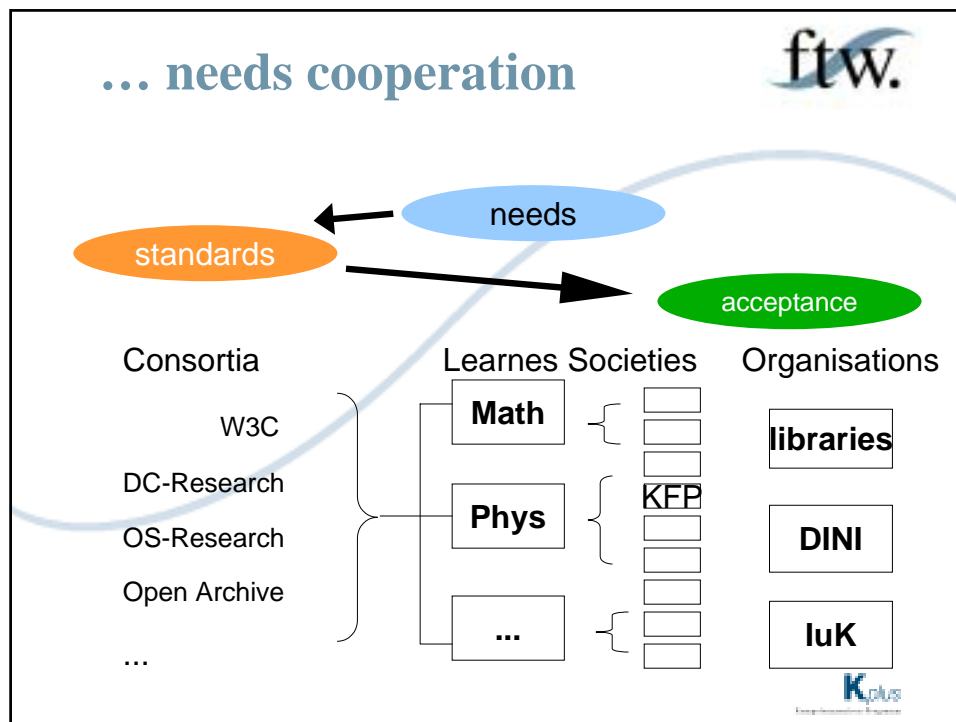 ... needs cooperation
ftw.
needs
standards
acceptance
Consortia
Learnes Societies
Organisations
W3C
DC-Research
OS-Research
Open Archive
...
Math
Phys
...
KFP
libraries
DINI
IuK
Kplus